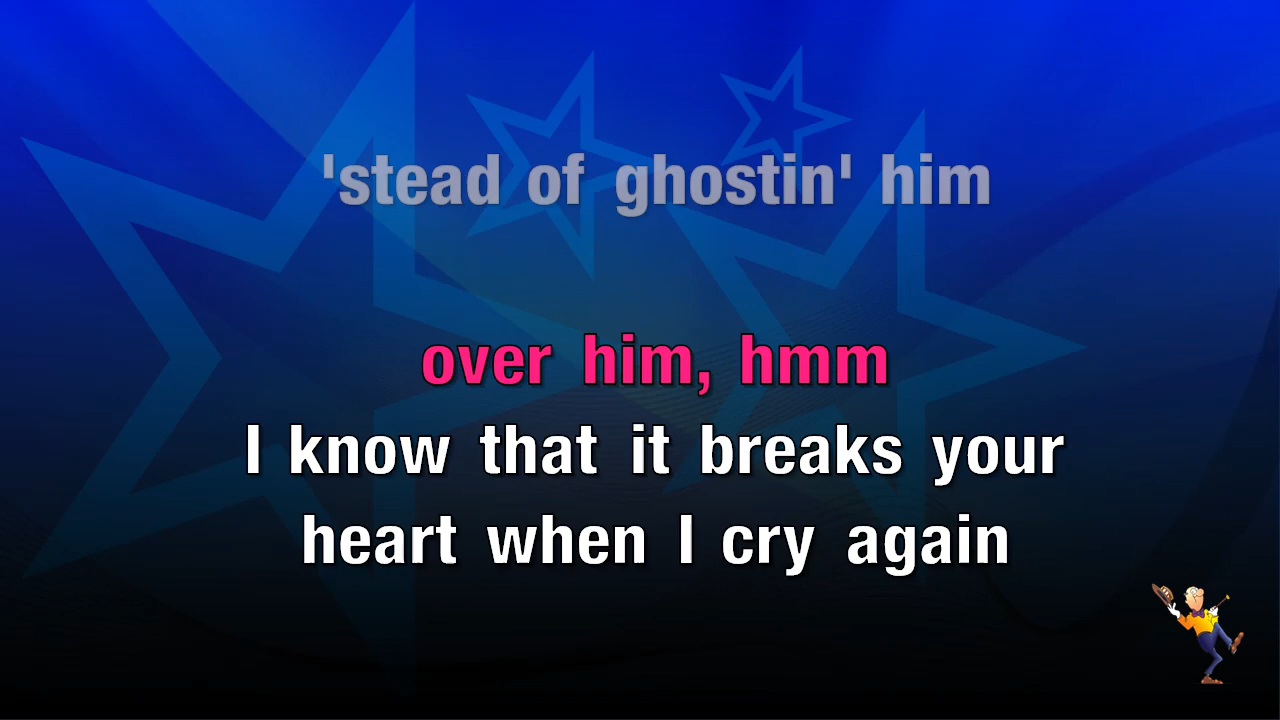 'stead of ghostin' him
over him, hmm
I know that it breaks your
heart when I cry again